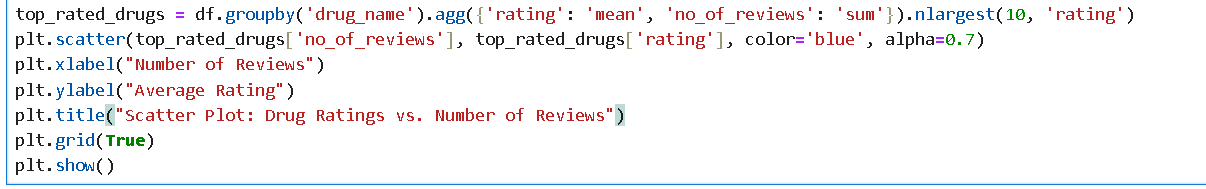 top_rated_drugs = df.groupby('drug_name').agg({'rating': 'mean', 'no_of_reviews': 'sum'}).nlargest(10, 'rating')
plt.scatter(top_rated_drugs['no_of_reviews'], top_rated_drugs['rating'], color='blue', alpha=0.7)
plt.xlabel("Number of Reviews")
plt.ylabel("Average Rating")
plt.title("Scatter Plot: Drug Ratings vs. Number of Reviews")
plt.grid(True)
plt.show()